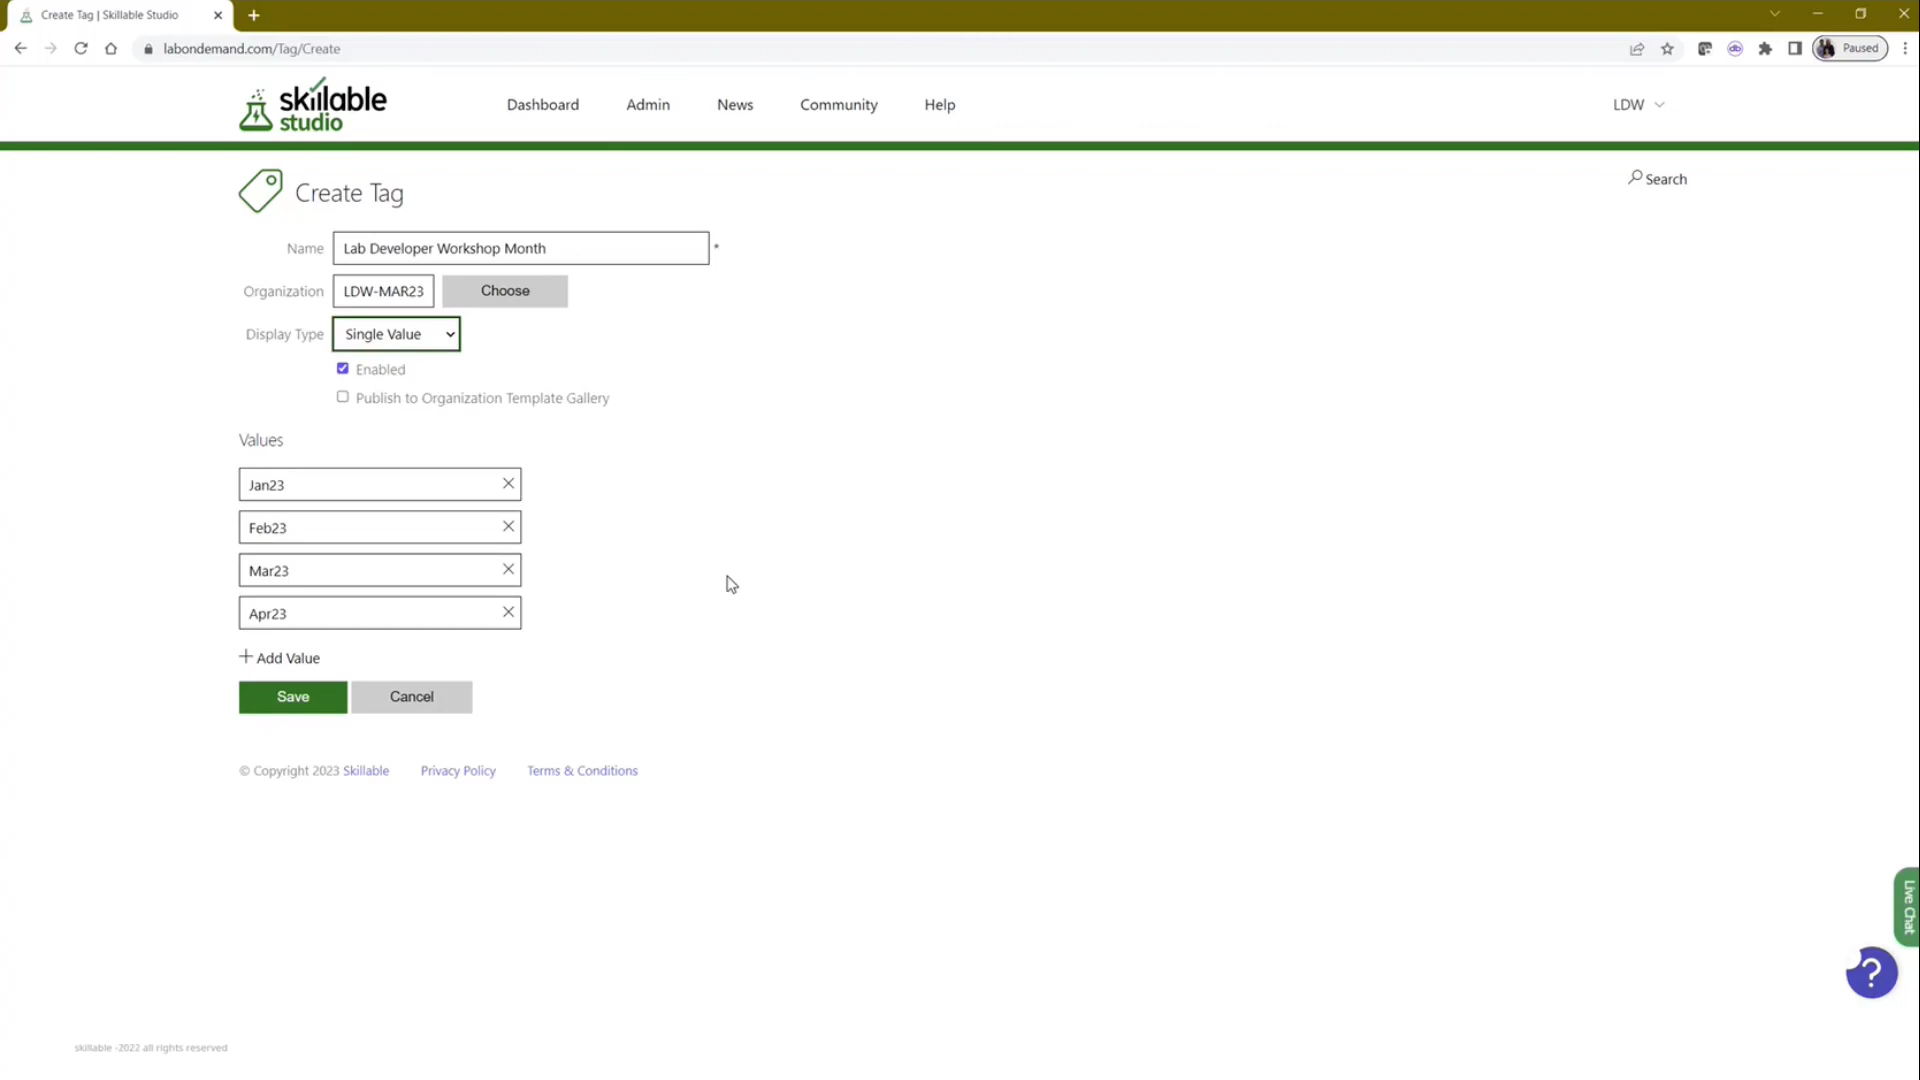 Create Tag | Skillable Studio
labondemand.com/Tag/Create
Paused
skillable
studio
Dashboard
Admin
News
Community
Help
LDW
Create Tag
Search
Name
Lab Developer Workshop Month
*
Organization
LDW-MAR23
Choose
Display Type
Single Value
Enabled
Publish to Organization Template Gallery
Values
Jan23
Feb23
Mar23
Apr23
Add Value
Save
Cancel
© Copyright 2023 Skillable
Privacy Policy
Terms & Conditions
Live Chat
?
skillable -2022 all rights reserved